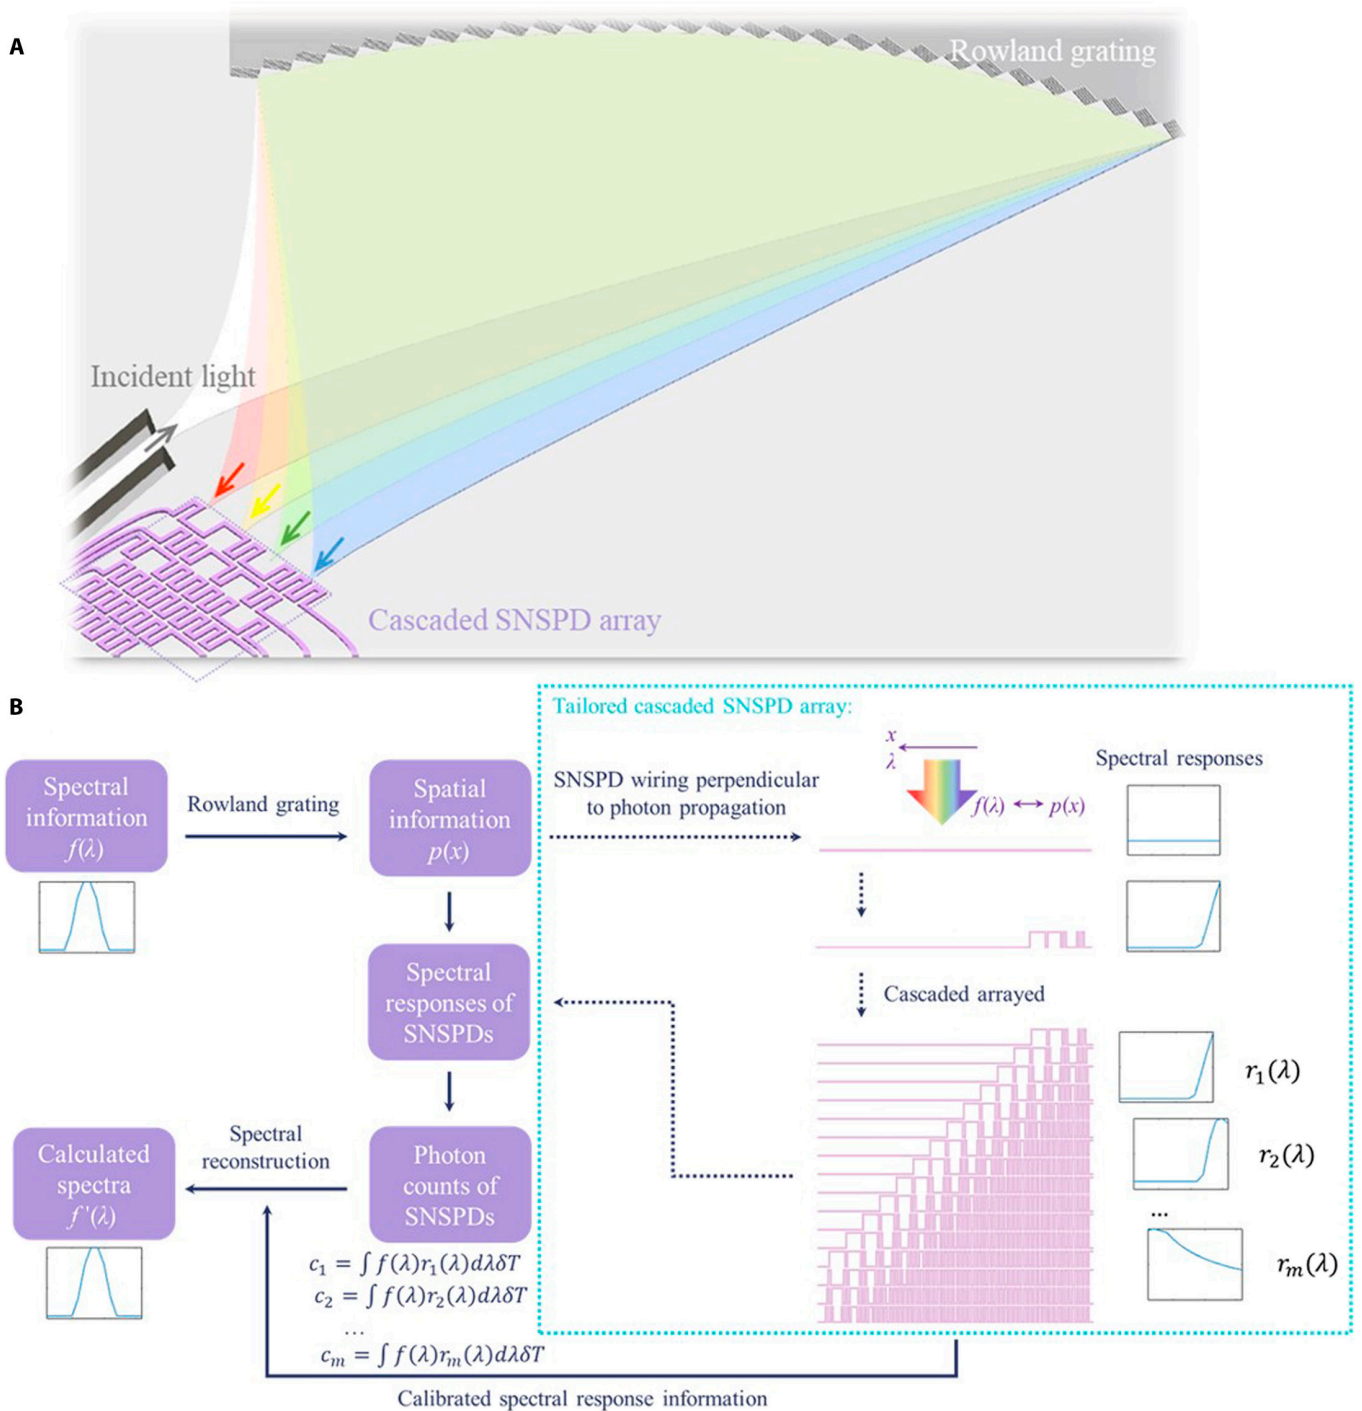 A
Rowland grating
Incident light
Cascaded SNSPD array
B
Tailored cascaded SNSPD array:
Spectral
information
f(λ)
Rowland grating
Spatial
information
p(x)
SNSPD wiring perpendicular
to photon propagation
x
λ
f(λ) ↔ p(x)
Spectral responses
Spectral
responses of
SNSPDs
Cascaded arrayed
r₁(λ)
r₂(λ)
...
rₘ(λ)
Calculated
spectra
f'(λ)
Spectral
reconstruction
Photon
counts of
SNSPDs
c₁ = ∫ f(λ)r₁(λ)dλδT
c₂ = ∫ f(λ)r₂(λ)dλδT
...
cₘ = ∫ f(λ)rₘ(λ)dλδT
Calibrated spectral response information